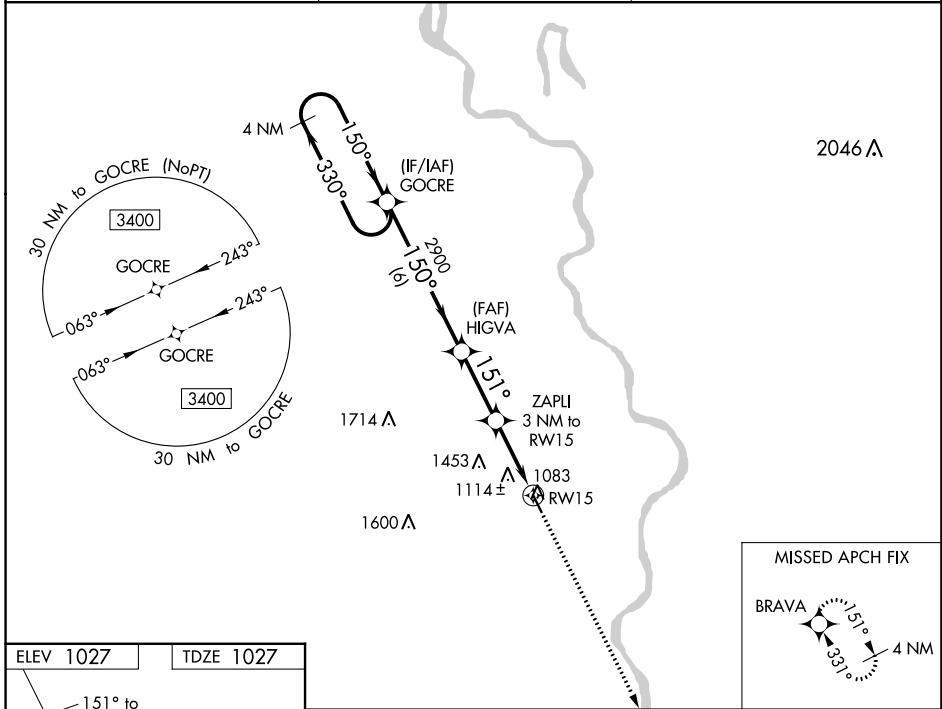 2046
4 NM
150°
330°
(IF/IAF)
GOCRE
30 NM to GOCRE (NoPT)
3400
GOCRE
243°
063°
243°
063°
GOCRE
3400
30 NM to GOCRE
2900
150°
(6)
(FAF)
HIGVA
151°
ZAPLI
3 NM to
RW15
1714
1453
1114 ±
1083
RW15
1600
MISSED APCH FIX
BRAVA
151°
331°
4 NM
ELEV 1027
TDZE 1027
151° to